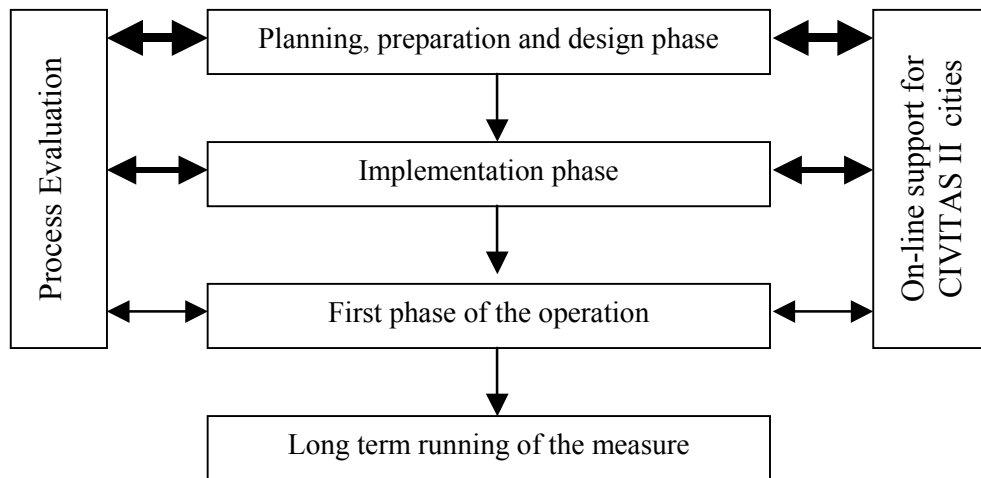 Process Evaluation
Planning, preparation and design phase
Implementation phase
First phase of the operation
Long term running of the measure
On-line support for
CIVITAS II cities